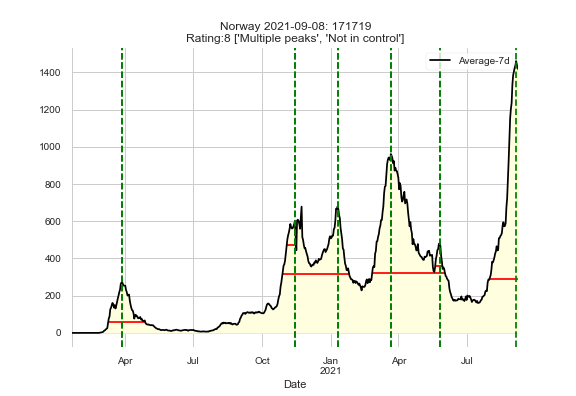 Norway 2021-09-08: 171719
Rating:8 ['Multiple peaks', 'Not in control']
Average-7d
1400
1200
1000
800
600
400
200
0
Apr
Jul
Oct
Jan
2021
Apr
Jul
Date